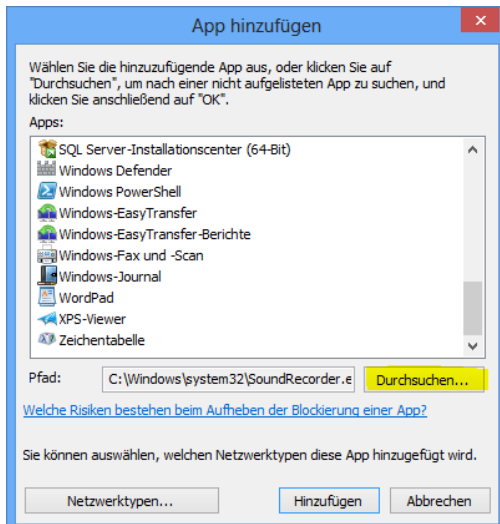 App hinzufügen
Wählen Sie die hinzuzufügende App aus, oder klicken Sie auf
"Durchsuchen", um nach einer nicht aufgelisteten App zu suchen, und
klicken Sie anschließend auf "OK".
Apps:
SQL Server-Installationscenter (64-Bit)
Windows Defender
Windows PowerShell
Windows-EasyTransfer
Windows-EasyTransfer-Berichte
Windows-Fax und -Scan
Windows-Journal
WordPad
XPS-Viewer
Zeichentabelle
Pfad: C:\Windows\system32\SoundRecorder.e Durchsuchen...
Welche Risiken bestehen beim Aufheben der Blockierung einer App?
Sie können auswählen, welchen Netzwerktypen diese App hinzugefügt wird.
Netzwerktypen... Hinzufügen Abbrechen